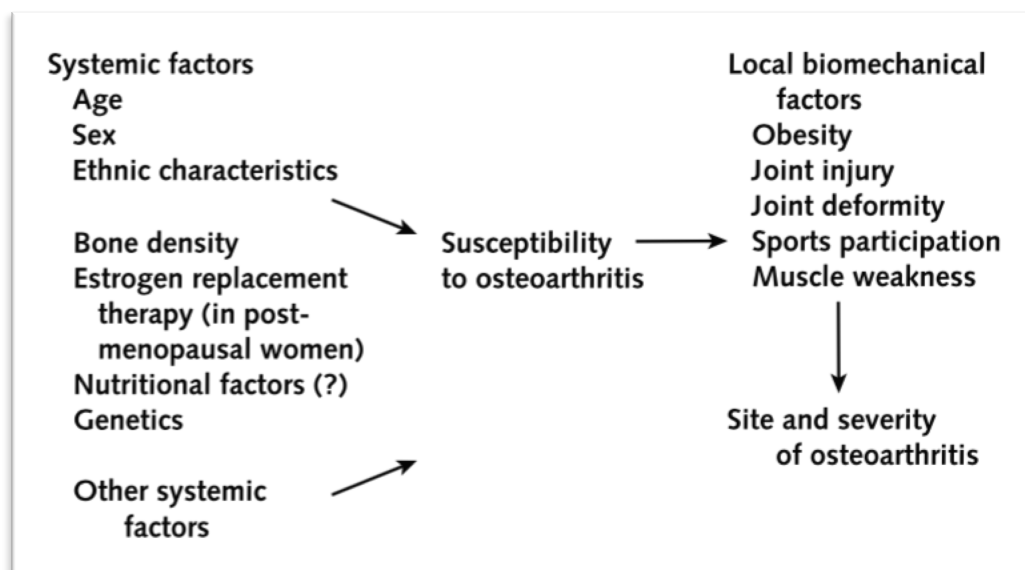 Systemic factors
Age
Sex
Ethnic characteristics
Bone density
Estrogen replacement
therapy (in post-
menopausal women)
Nutritional factors (?)
Genetics
Other systemic
factors
Susceptibility
to osteoarthritis
Local biomechanical
factors
Obesity
Joint injury
Joint deformity
Sports participation
Muscle weakness
Site and severity
of osteoarthritis